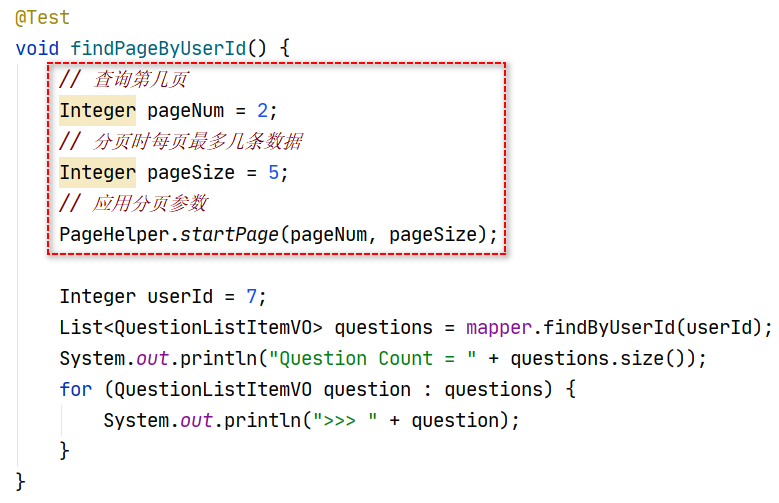 @Test
void findPageByUserId() {
    // 查询第几页
    Integer pageNum = 2;
    // 分页时每页最多几条数据
    Integer pageSize = 5;
    // 应用分页参数
    PageHelper.startPage(pageNum, pageSize);
    Integer userId = 7;
    List<QuestionListItemVO> questions = mapper.findByUserId(userId);
    System.out.println("Question Count = " + questions.size());
    for (QuestionListItemVO question : questions) {
        System.out.println(">>> " + question);
    }
}